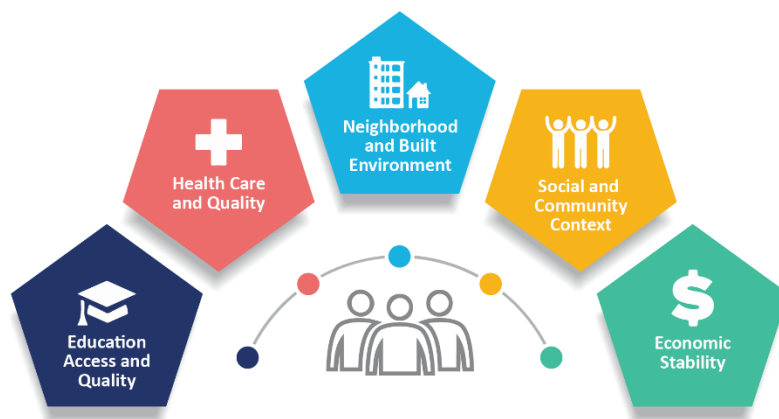 Education
Access and
Quality
Health Care
and Quality
Neighborhood
and Built
Environment
Social and
Community
Context
$
Economic
Stability